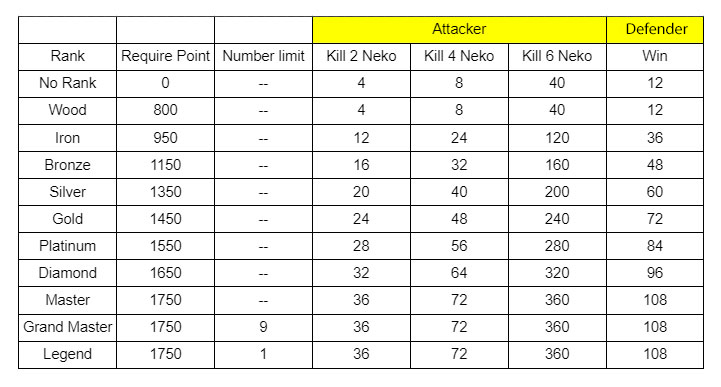 Attacker Defender
Rank Require Point Number limit Kill 2 Neko Kill 4 Neko Kill 6 Neko Win
No Rank 0 -- 4 8 40 12
Wood 800 -- 4 8 40 12
Iron 950 -- 12 24 120 36
Bronze 1150 -- 16 32 160 48
Silver 1350 -- 20 40 200 60
Gold 1450 -- 24 48 240 72
Platinum 1550 -- 28 56 280 84
Diamond 1650 -- 32 64 320 96
Master 1750 -- 36 72 360 108
Grand Master 1750 9 36 72 360 108
Legend 1750 1 36 72 360 108